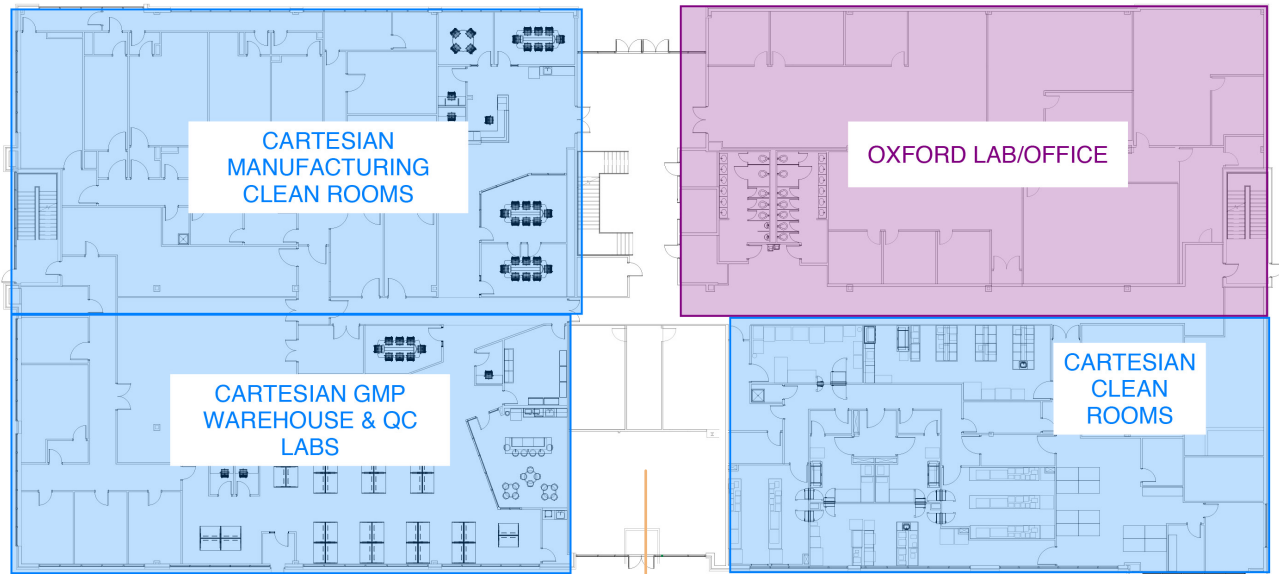 CARTESIAN
MANUFACTURING
CLEAN ROOMS
OXFORD LAB/OFFICE
CARTESIAN GMP
WAREHOUSE & QC
LABS
CARTESIAN
CLEAN
ROOMS